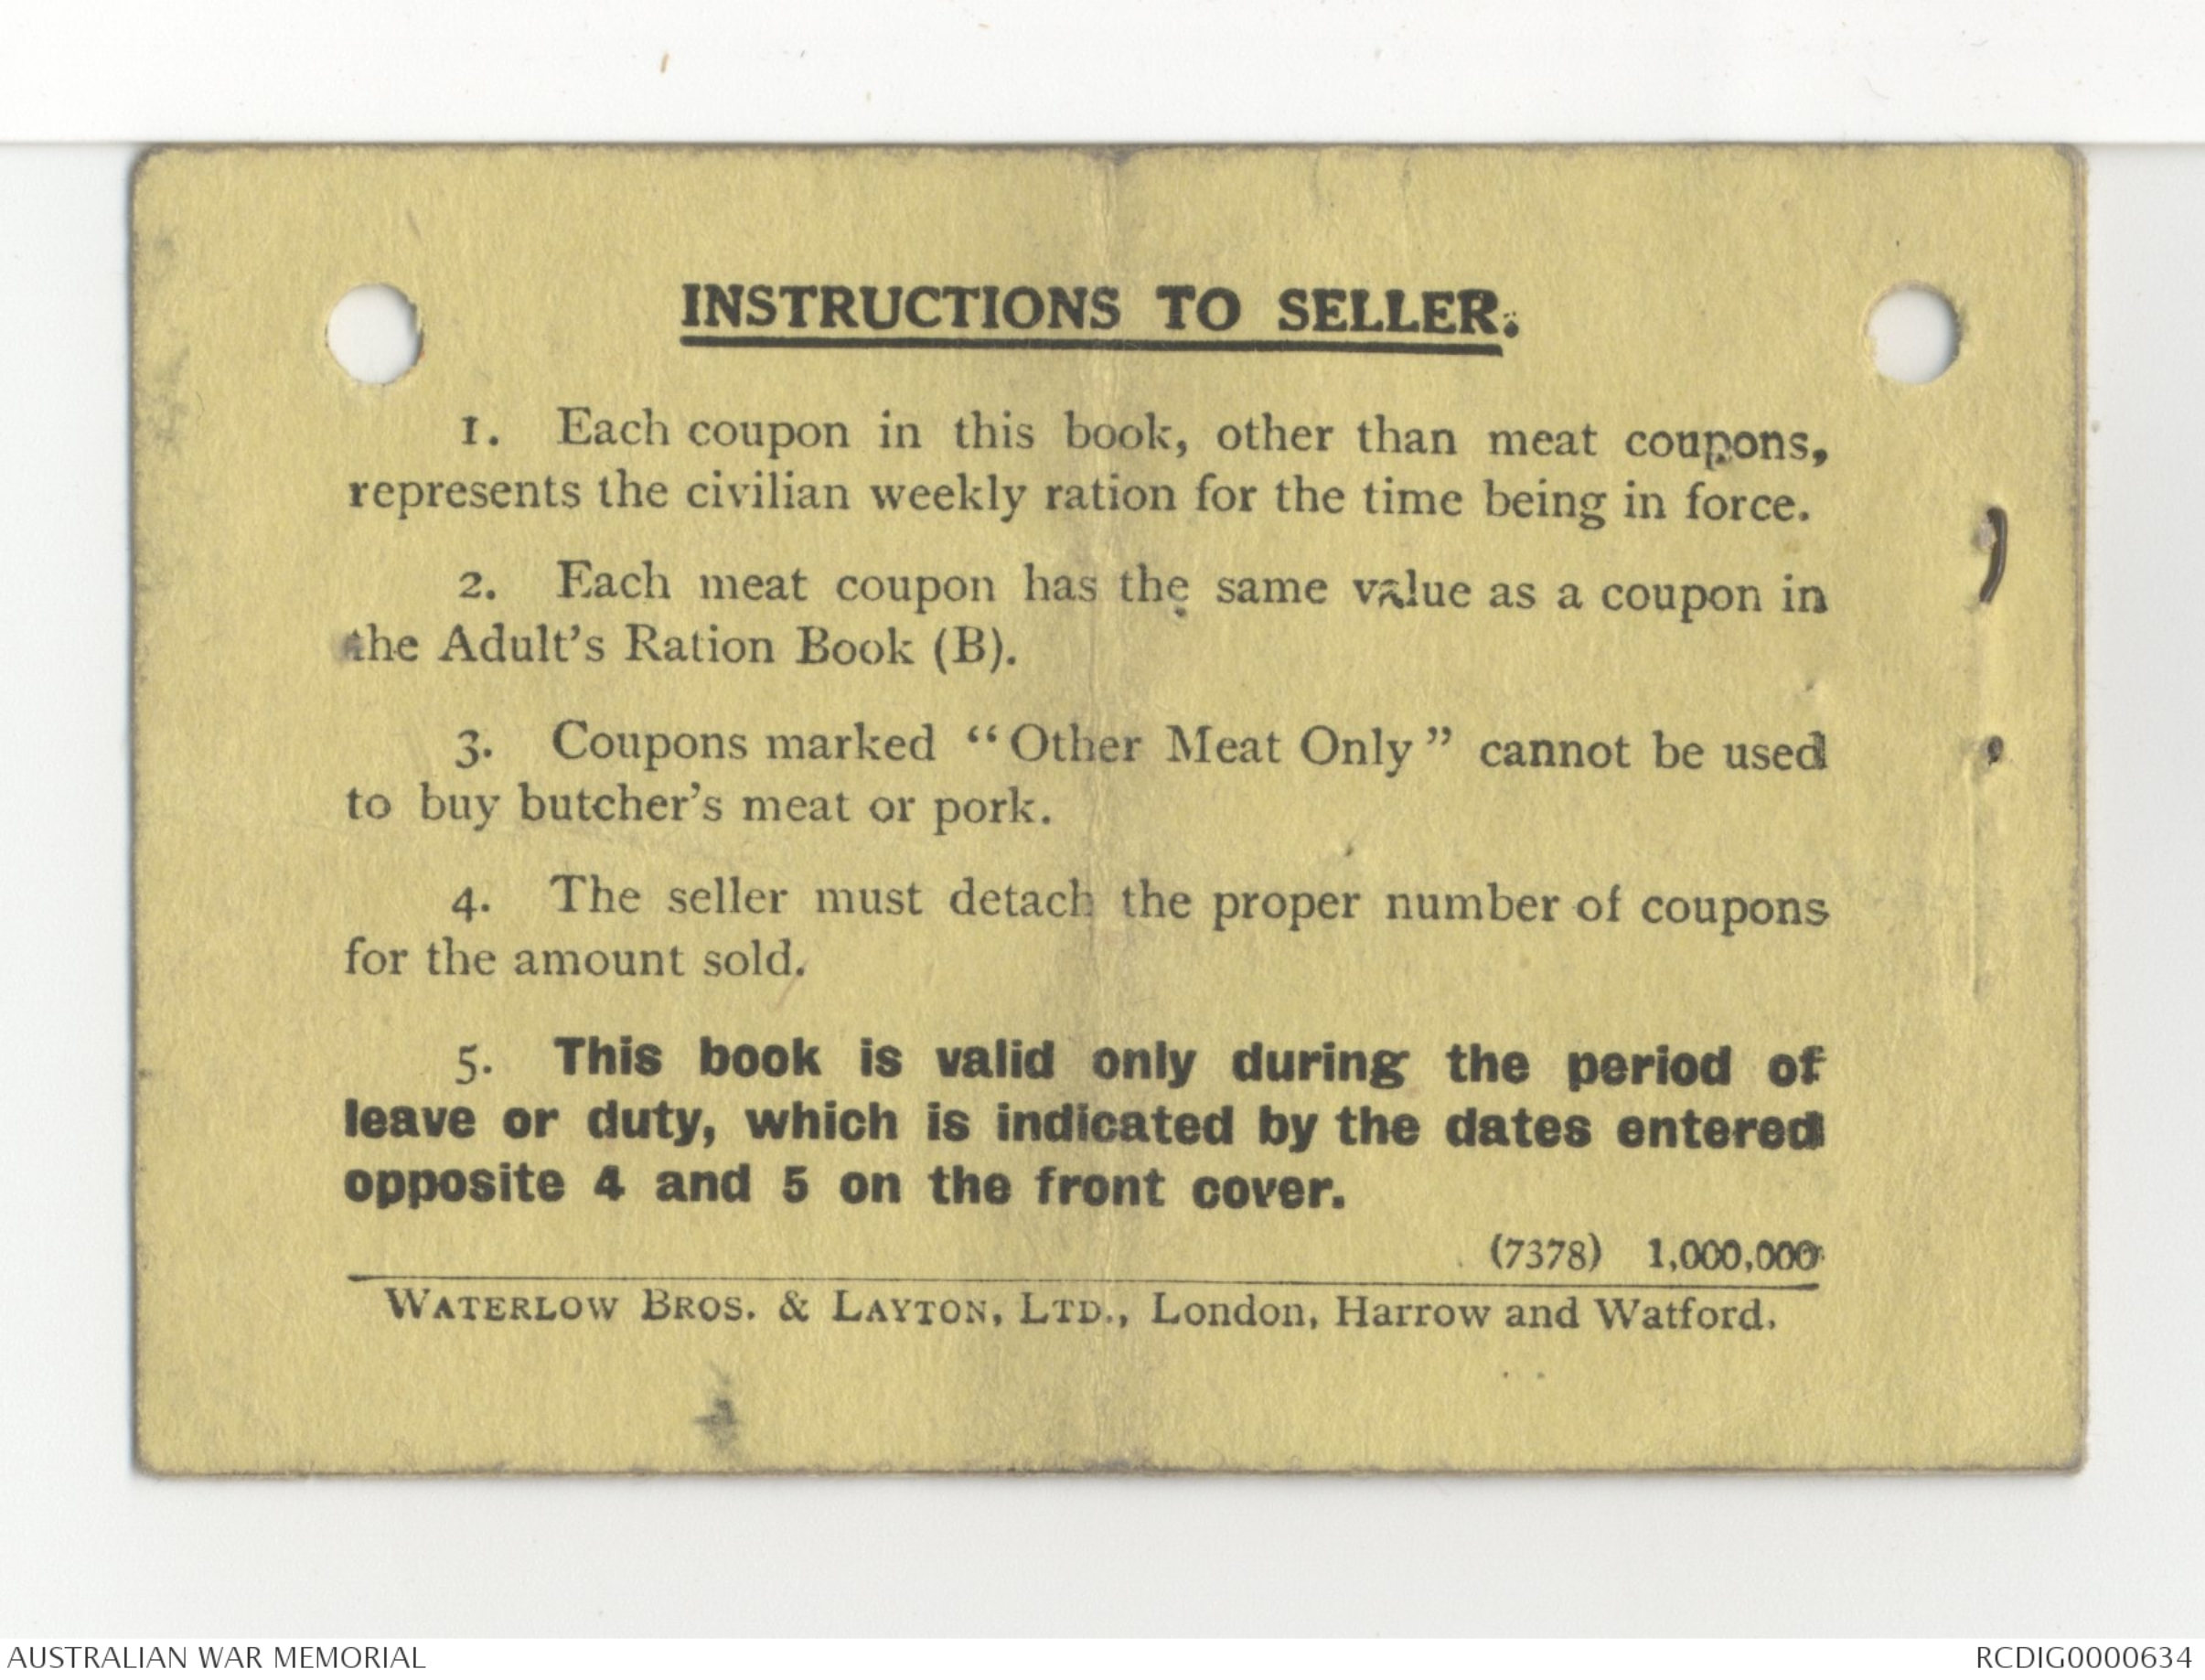 INSTRUCTIONS TO SELLER.
1. Each coupon in this book, other than meat coupons,
represents the civilian weekly ration for the time being in force.
2. Each meat coupon has the same value as a coupon in
the Adult's Ration Book (B).
3. Coupons marked “Other Meat Only” cannot be used
to buy butcher's meat or pork.
4. The seller must detach the proper number of coupons
for the amount sold.
5. This book is valid only during the period of
leave or duty, which is indicated by the dates entered
opposite 4 and 5 on the front cover.
(7378) 1,000,000
WATERLOW BROS. & LAYTON, LTD., London, Harrow and Watford.
AUSTRALIAN WAR MEMORIAL
RCDIG0000634